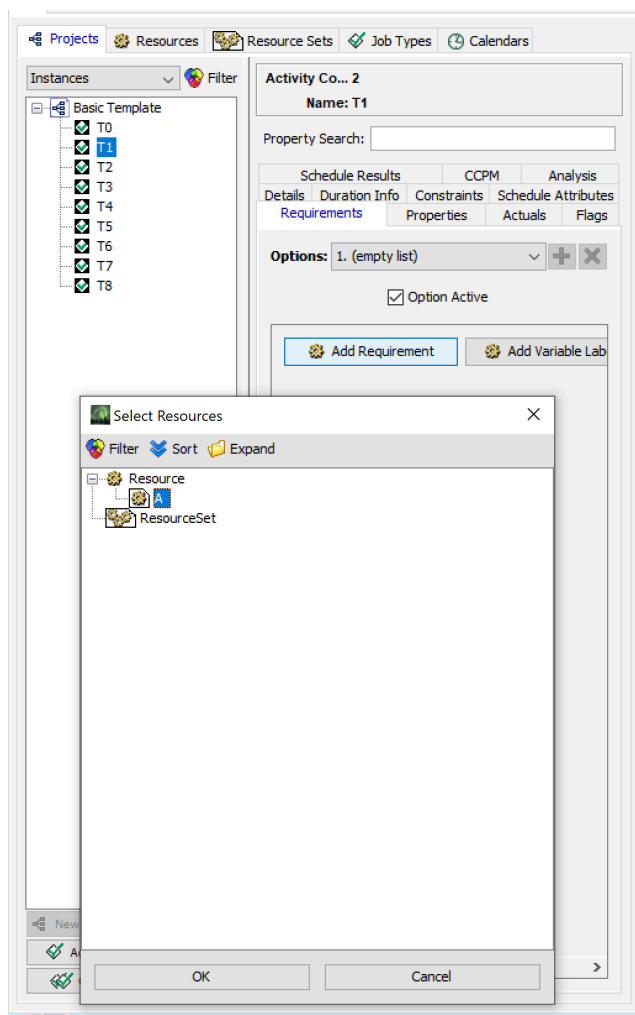 Projects Resources Resource Sets Job Types Calendars
Instances Filter
Basic Template
T0
T1
T2
T3
T4
T5
T6
T7
T8
Activity Co... 2
Name: T1
Property Search:
Schedule Results CCPM Analysis
Details Duration Info Constraints Schedule Attributes
Requirements Properties Actuals Flags
Options: 1. (empty list)
Option Active
Add Requirement Add Variable Lab
Select Resources
Filter Sort Expand
Resource
A
ResourceSet
New
OK Cancel